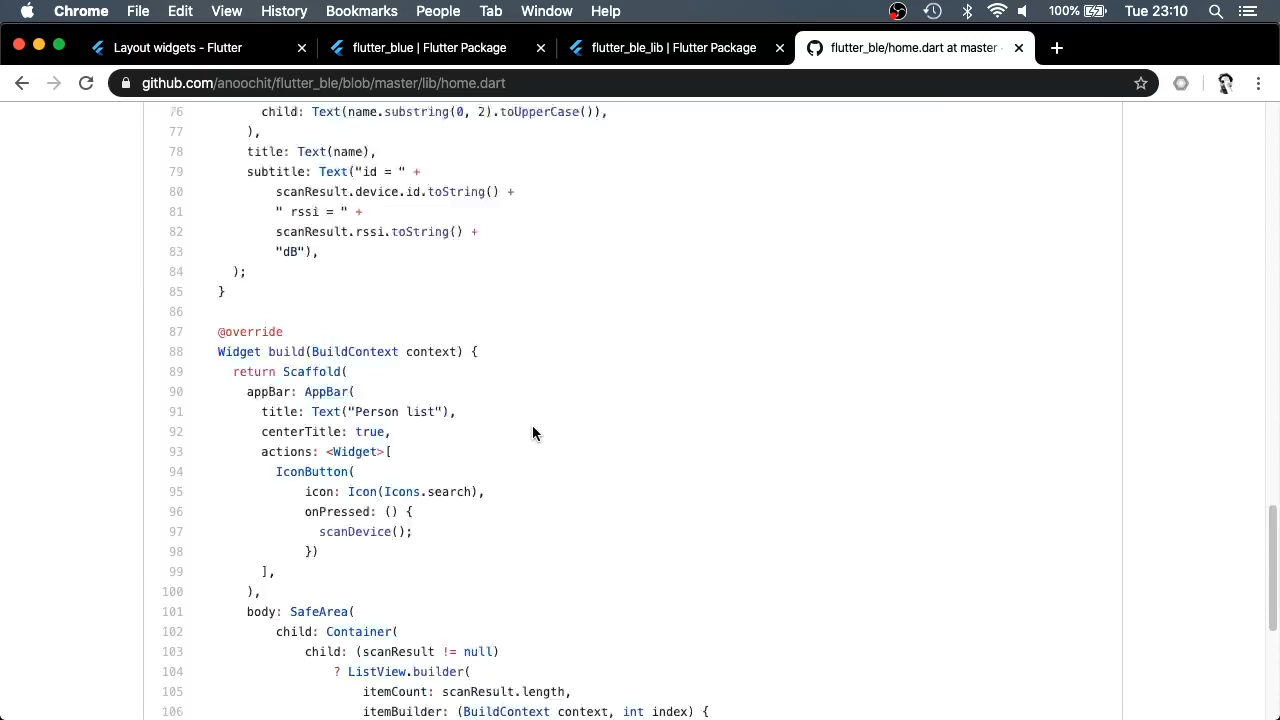 Chrome File Edit View History Bookmarks People Tab Window Help 100% Tue 23:10
Layout widgets - Flutter flutter_blue | Flutter Package flutter_ble_lib | Flutter Package flutter_ble/home.dart at master
github.com/anoochit/flutter_ble/blob/master/lib/home.dart
76 child: Text(name.substring(0, 2).toUpperCase()),
77 ),
78 title: Text(name),
79 subtitle: Text("id = " +
80 scanResult.device.id.toString() +
81 " rssi = " +
82 scanResult.rssi.toString() +
83 "dB"),
84 );
85 }
86
87 @override
88 Widget build(BuildContext context) {
89 return Scaffold(
90 appBar: AppBar(
91 title: Text("Person list"),
92 centerTitle: true,
93 actions: <Widget>[
94 IconButton(
95 icon: Icon(Icons.search),
96 onPressed: () {
97 scanDevice();
98 })
99 ],
100 ),
101 body: SafeArea(
102 child: Container(
103 child: (scanResult != null)
104 ? ListView.builder(
105 itemCount: scanResult.length,
106 itemBuilder: (BuildContext context, int index) {